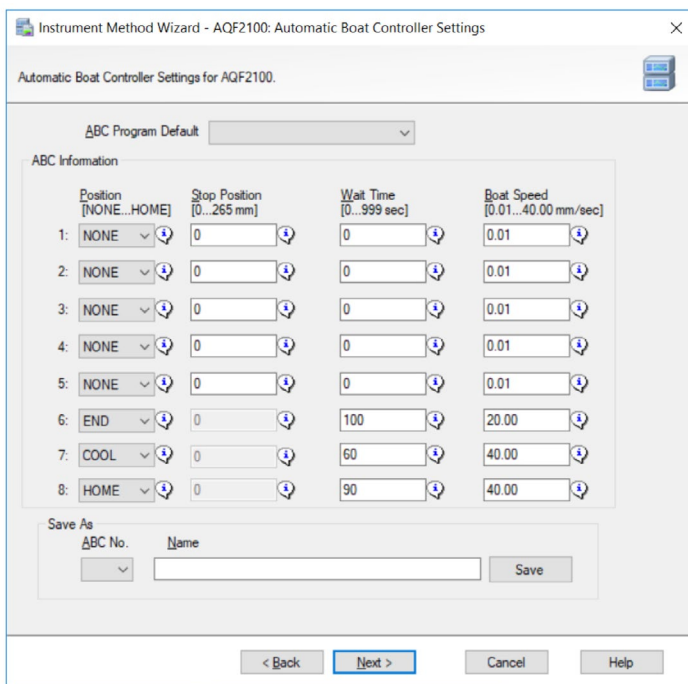 Instrument Method Wizard - AQF2100: Automatic Boat Controller Settings
Automatic Boat Controller Settings for AQF2100.
ABC Program Default
ABC Information
Position Stop Position Wait Time Boat Speed
[NONE...HOME] [0...265 mm] [0...999 sec] [0.01...40.00 mm/sec]
1: NONE 0 0 0.01
2: NONE 0 0 0.01
3: NONE 0 0 0.01
4: NONE 0 0 0.01
5: NONE 0 0 0.01
6: END 0 100 20.00
7: COOL 0 60 40.00
8: HOME 0 90 40.00
Save As
ABC No. Name
Save
< Back Next > Cancel Help